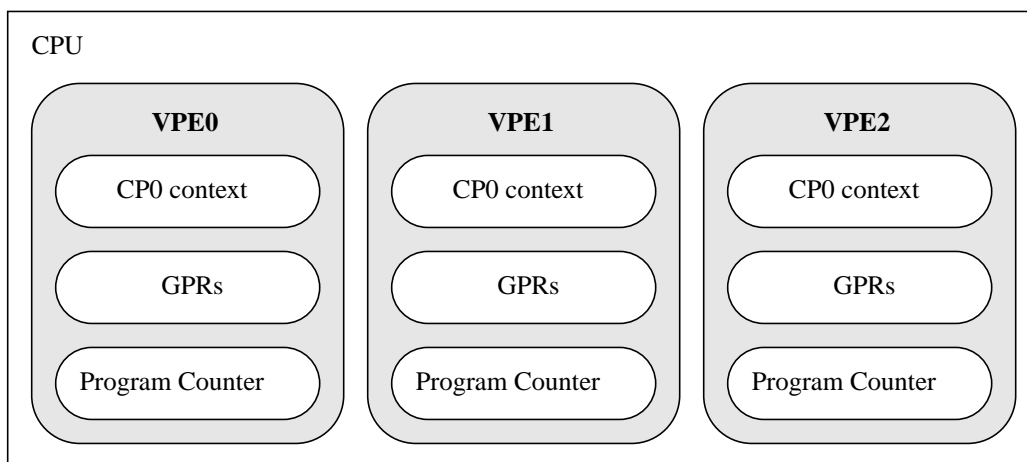 CPU
VPE0
VPE1
VPE2
CP0 context
CP0 context
CP0 context
GPRs
GPRs
GPRs
Program Counter
Program Counter
Program Counter